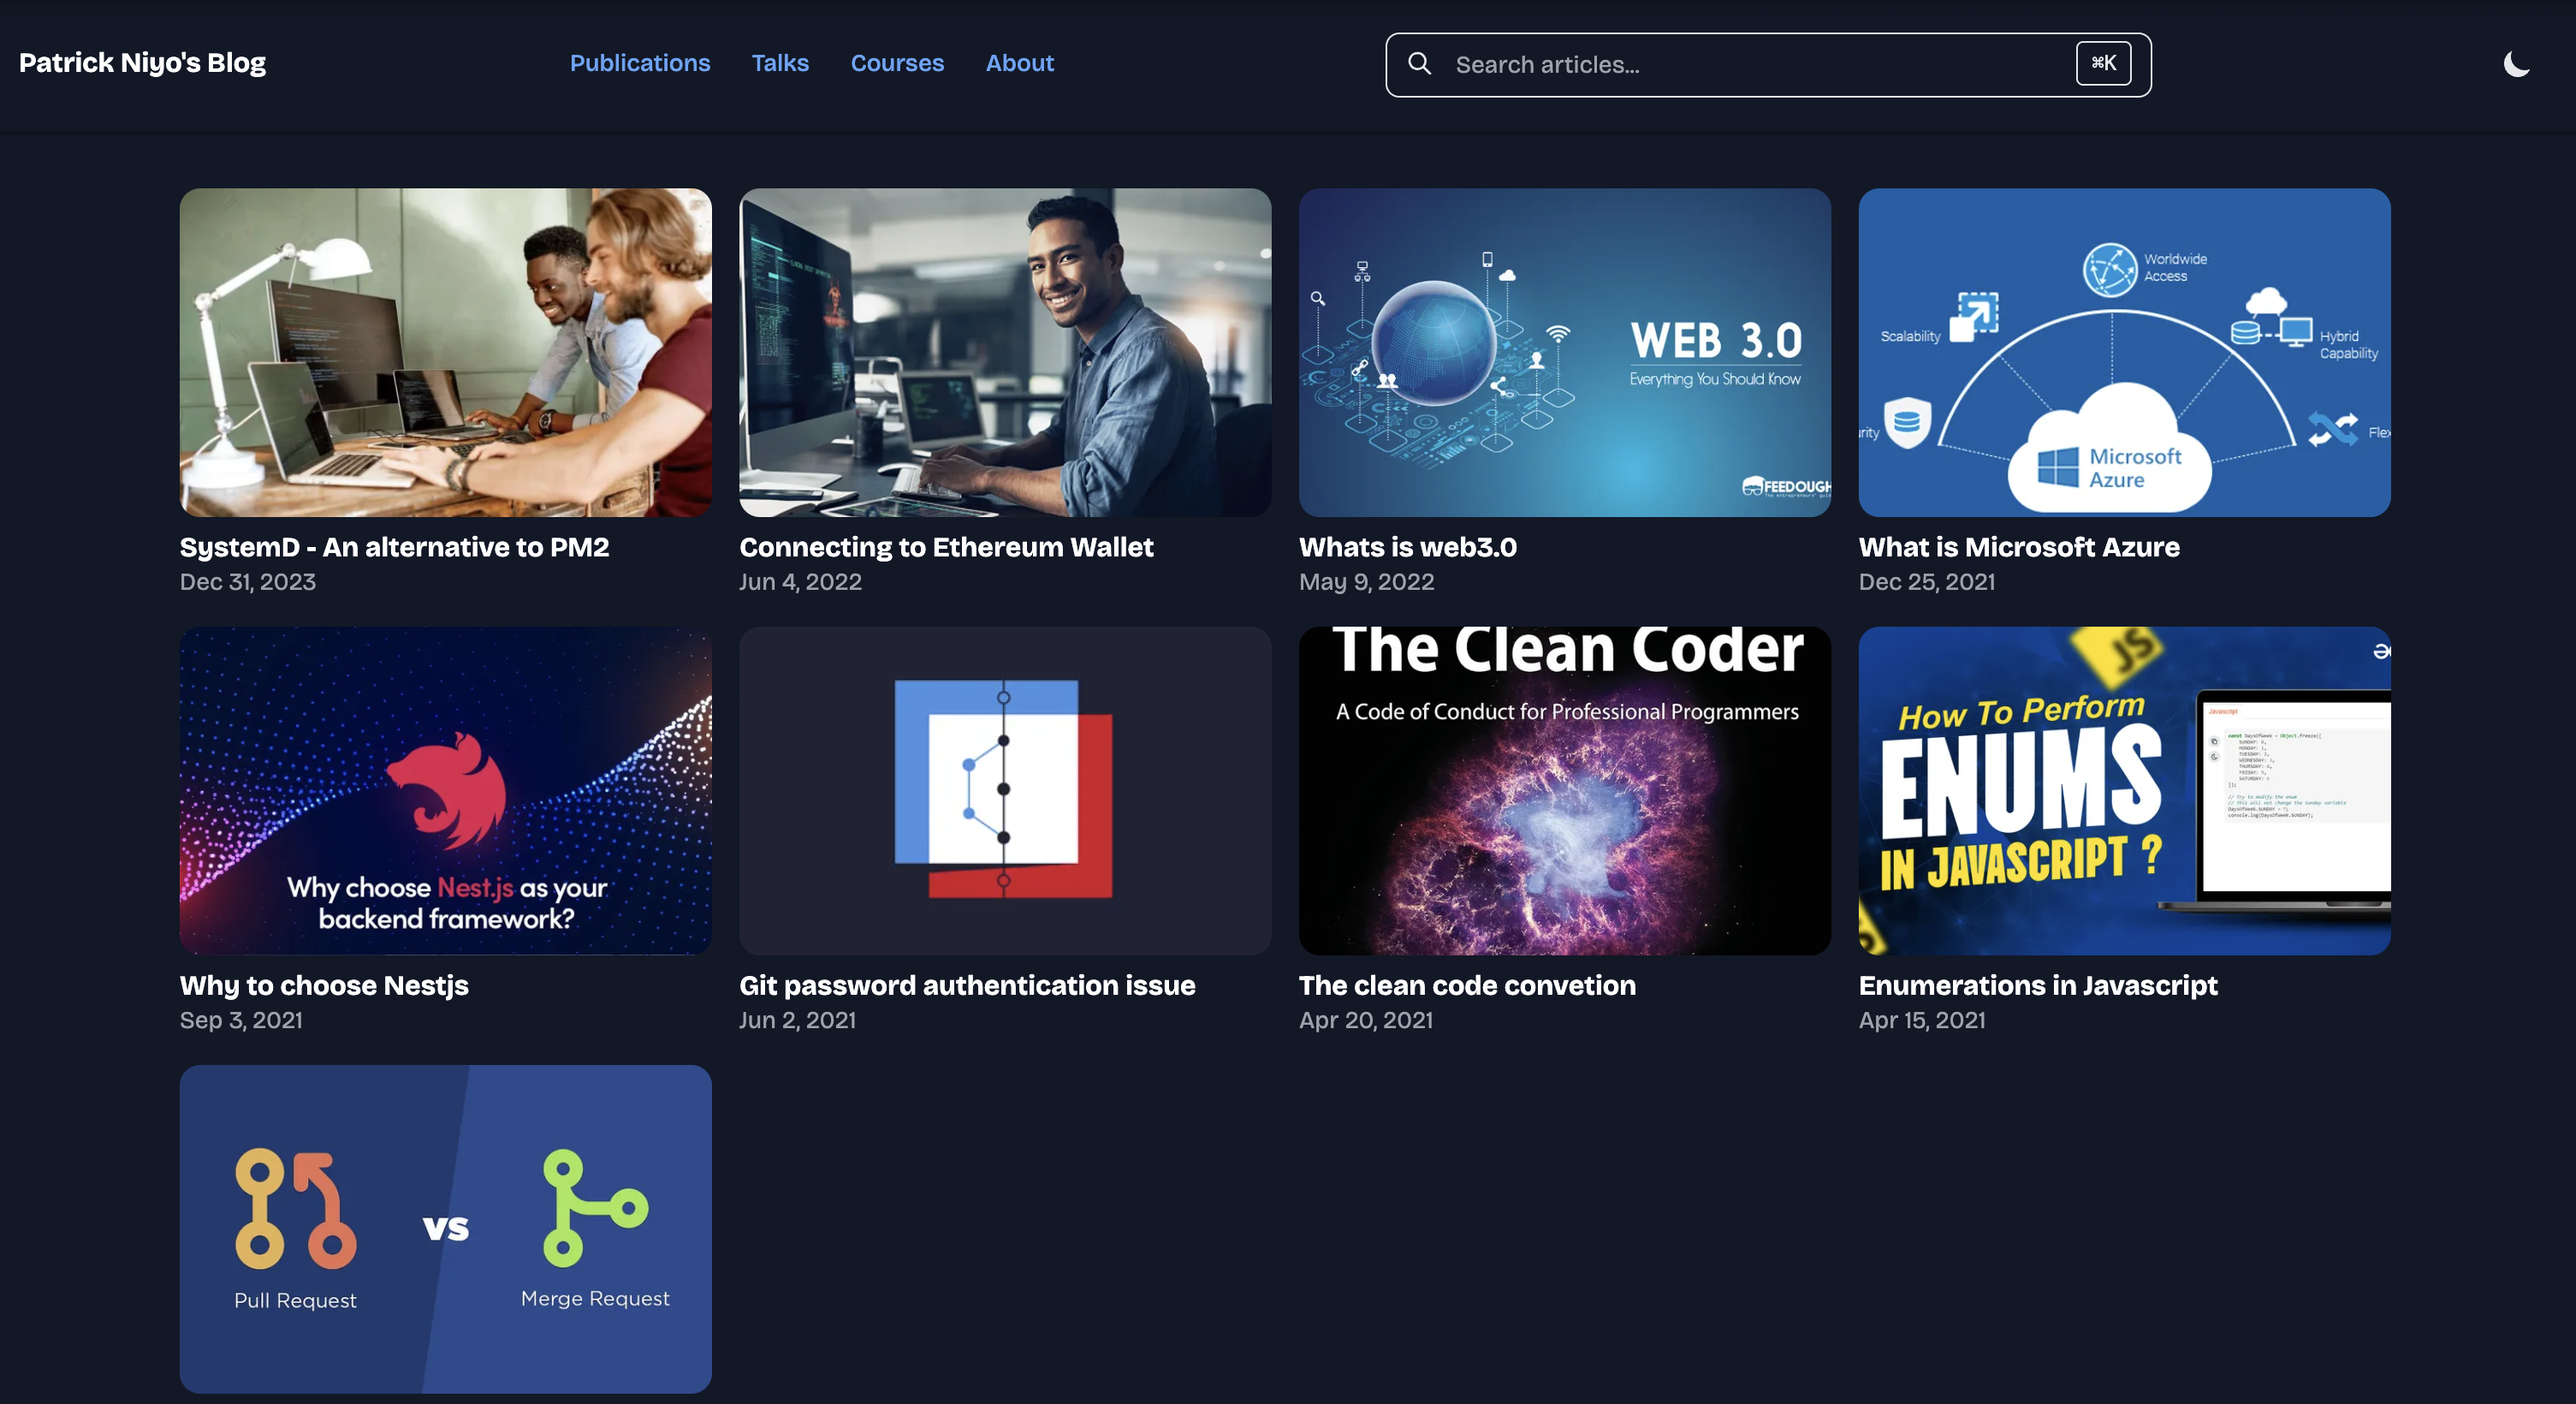 Patrick Niyo's Blog
Publications
Talks
Courses
About
Search articles...
⌘K
Worldwide
Access
Scalability
Hybrid
Capability
Microsoft
Azure
WEB 3.0
Everything You Should Know
FEEDOUGH
SystemD - An alternative to PM2
Dec 31, 2023
Connecting to Ethereum Wallet
Jun 4, 2022
Whats is web3.0
May 9, 2022
What is Microsoft Azure
Dec 25, 2021
Why choose Nest.js as your
backend framework?
The Clean Coder
A Code of Conduct for Professional Programmers
JS
How To Perform
ENUMS
IN JAVASCRIPT ?
Javascript
Why to choose Nestjs
Sep 3, 2021
Git password authentication issue
Jun 2, 2021
The clean code convetion
Apr 20, 2021
Enumerations in Javascript
Apr 15, 2021
vs
Pull Request
Merge Request